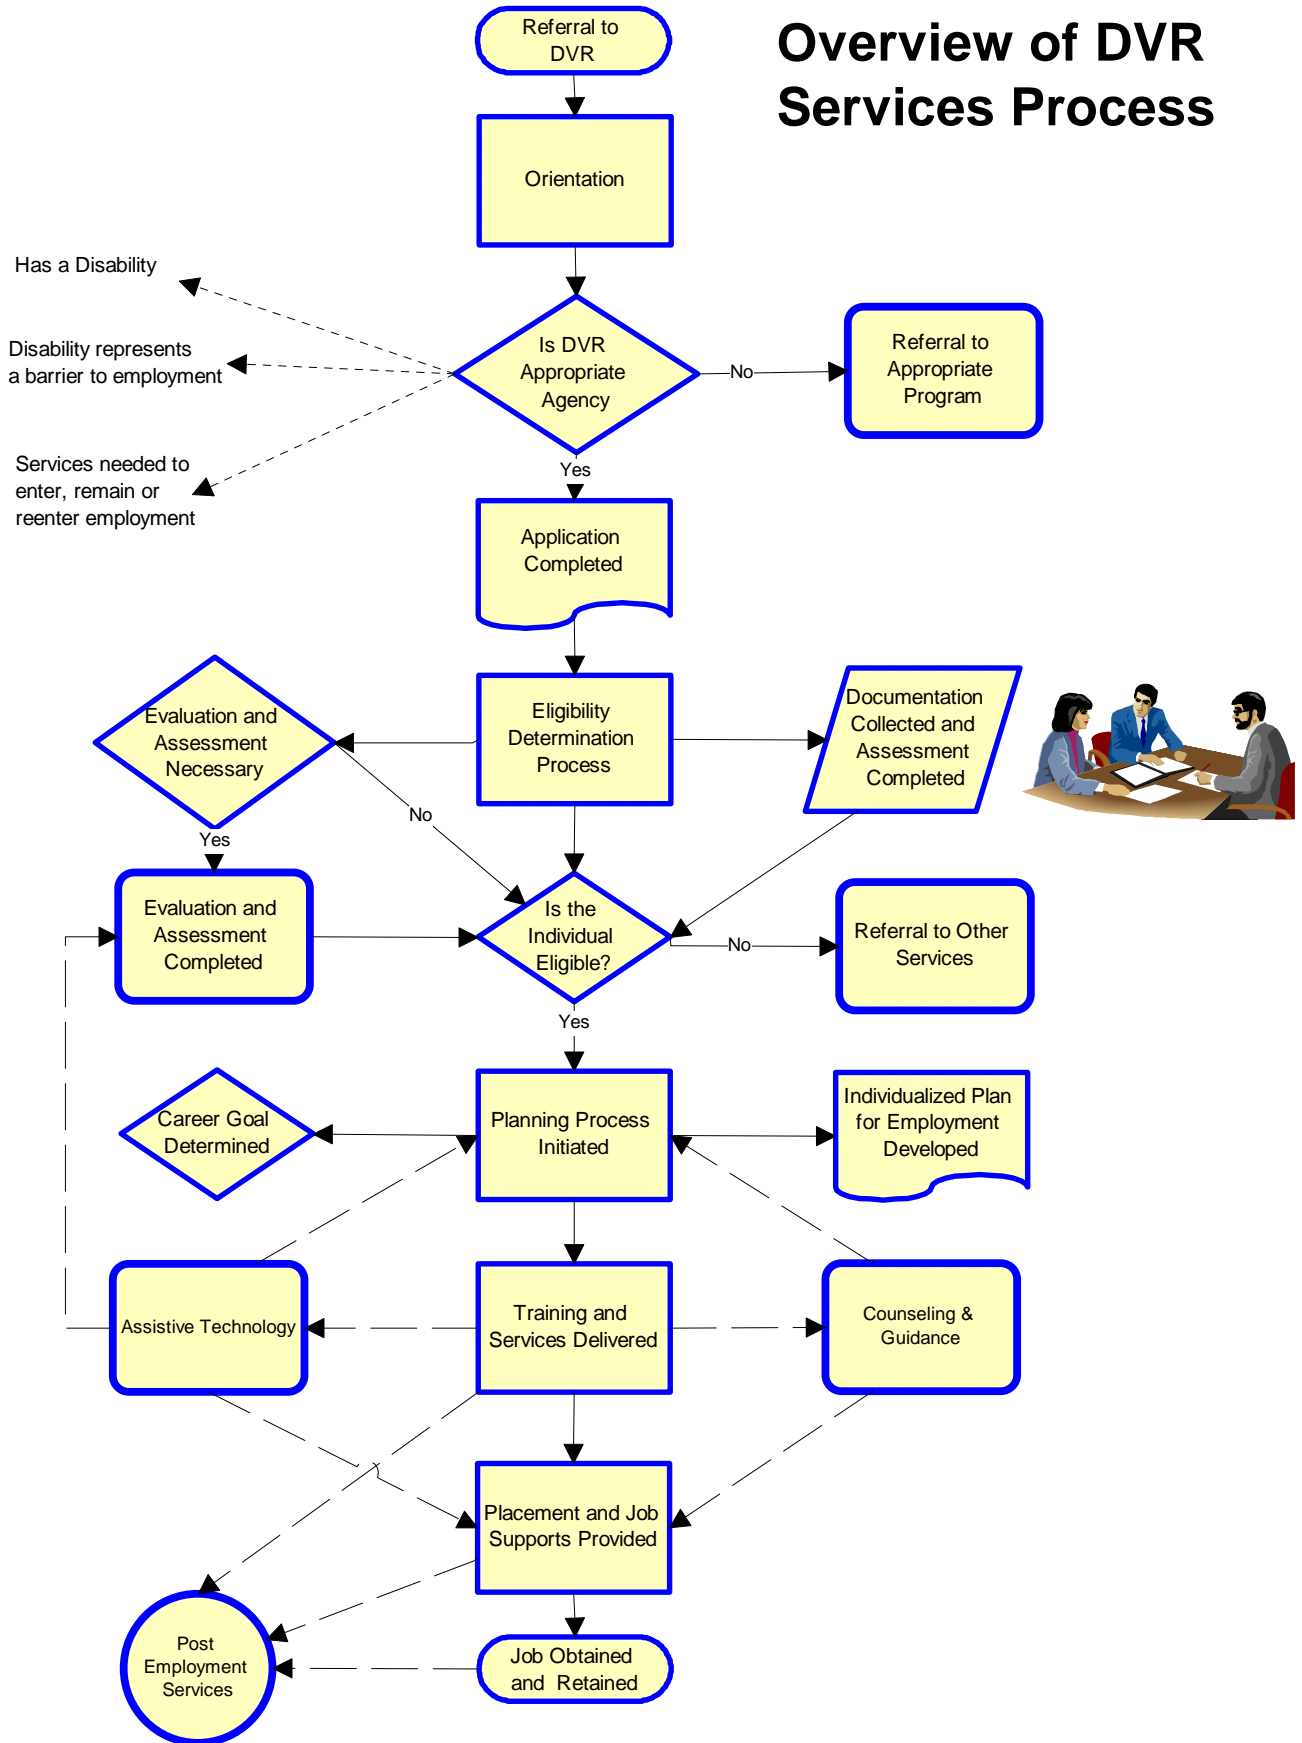 Referral to
DVR
Overview of DVR
Services Process
Orientation
Has a Disability
Disability represents
a barrier to employment
Services needed to
enter, remain or
reenter employment
Is DVR
Appropriate
Agency
No
Referral to
Appropriate
Program
Yes
Application
Completed
Evaluation and
Assessment
Necessary
Eligibility
Determination
Process
Documentation
Collected and
Assessment
Completed
No
Yes
Evaluation and
Assessment
Completed
Is the
Individual
Eligible?
No
Referral to Other
Services
Yes
Career Goal
Determined
Planning Process
Initiated
Individualized Plan
for Employment
Developed
Assistive Technology
Training and
Services Delivered
Counseling &
Guidance
Placement and Job
Supports Provided
Post
Employment
Services
Job Obtained
and Retained